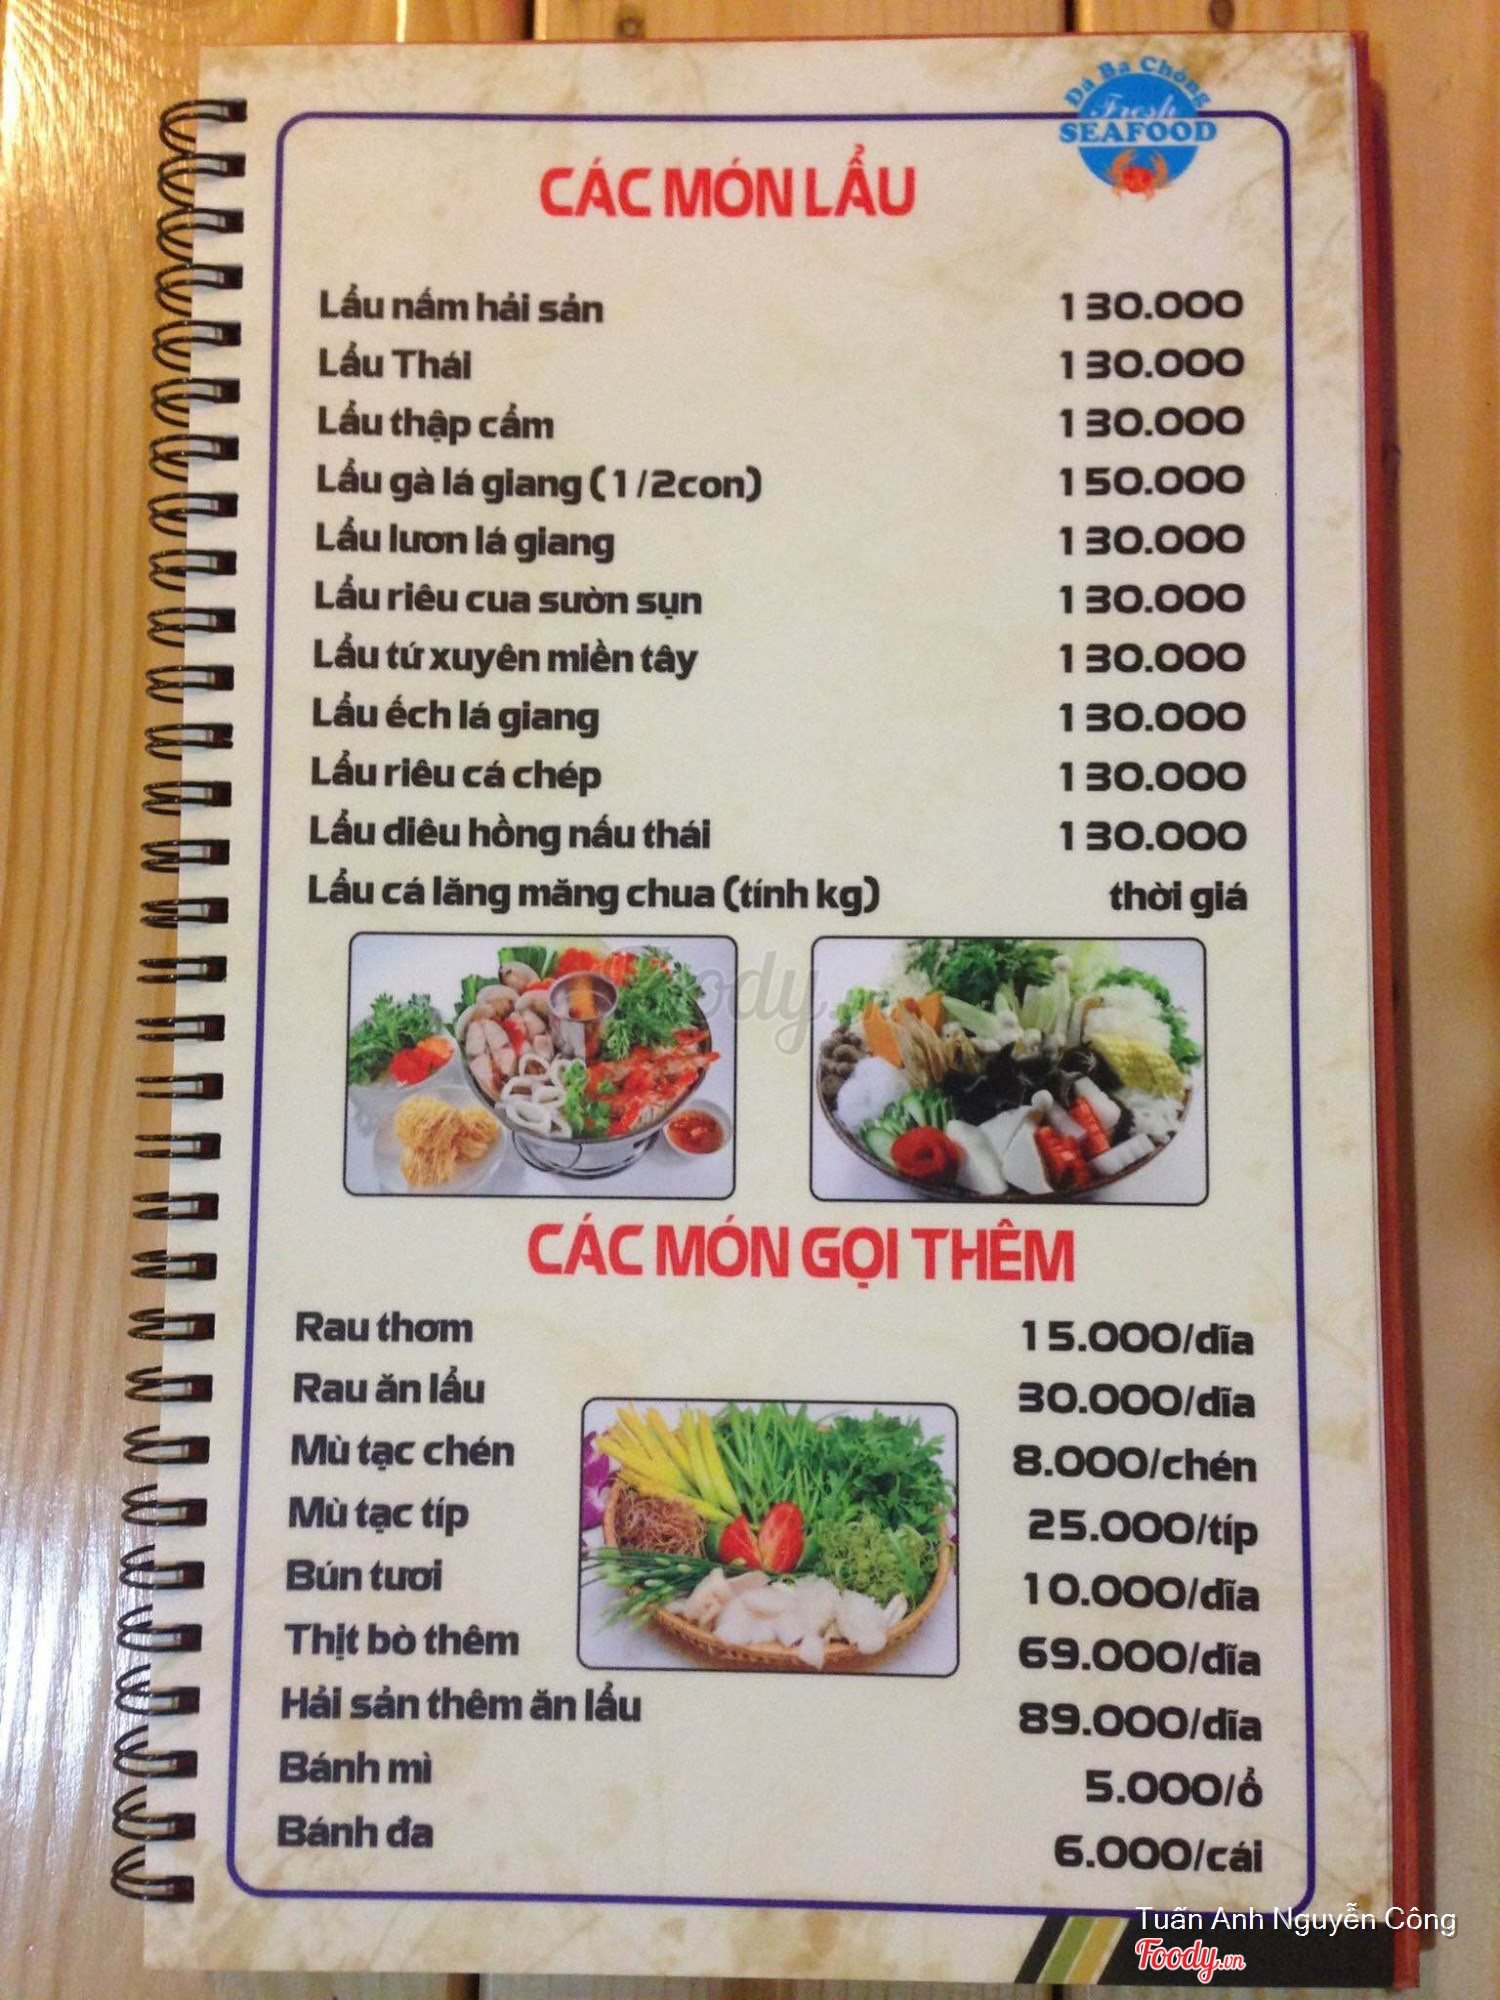 Đá Ba Chồng
Fresh
SEAFOOD
CÁC MÓN LẨU
Lẩu nấm hải sản 130.000
Lẩu Thái 130.000
Lẩu thập cẩm 130.000
Lẩu gà lá giang (1/2con) 150.000
Lẩu lươn lá giang 130.000
Lẩu riêu cua sườn sụn 130.000
Lẩu tứ xuyên miền tây 130.000
Lẩu ếch lá giang 130.000
Lẩu riêu cá chép 130.000
Lẩu diêu hồng nấu thái 130.000
Lẩu cá lăng măng chua (tính kg) thời giá
Foody.vn
CÁC MÓN GỌI THÊM
Rau thơm 15.000/dĩa
Rau ăn lẩu 30.000/dĩa
Mù tạc chén 8.000/chén
Mù tạc típ 25.000/típ
Bún tươi 10.000/dĩa
Thịt bò thêm 69.000/dĩa
Hải sản thêm ăn lẩu 89.000/dĩa
Bánh mì 5.000/ổ
Bánh đa 6.000/cái
Tuấn Anh Nguyễn Công
Foody.vn